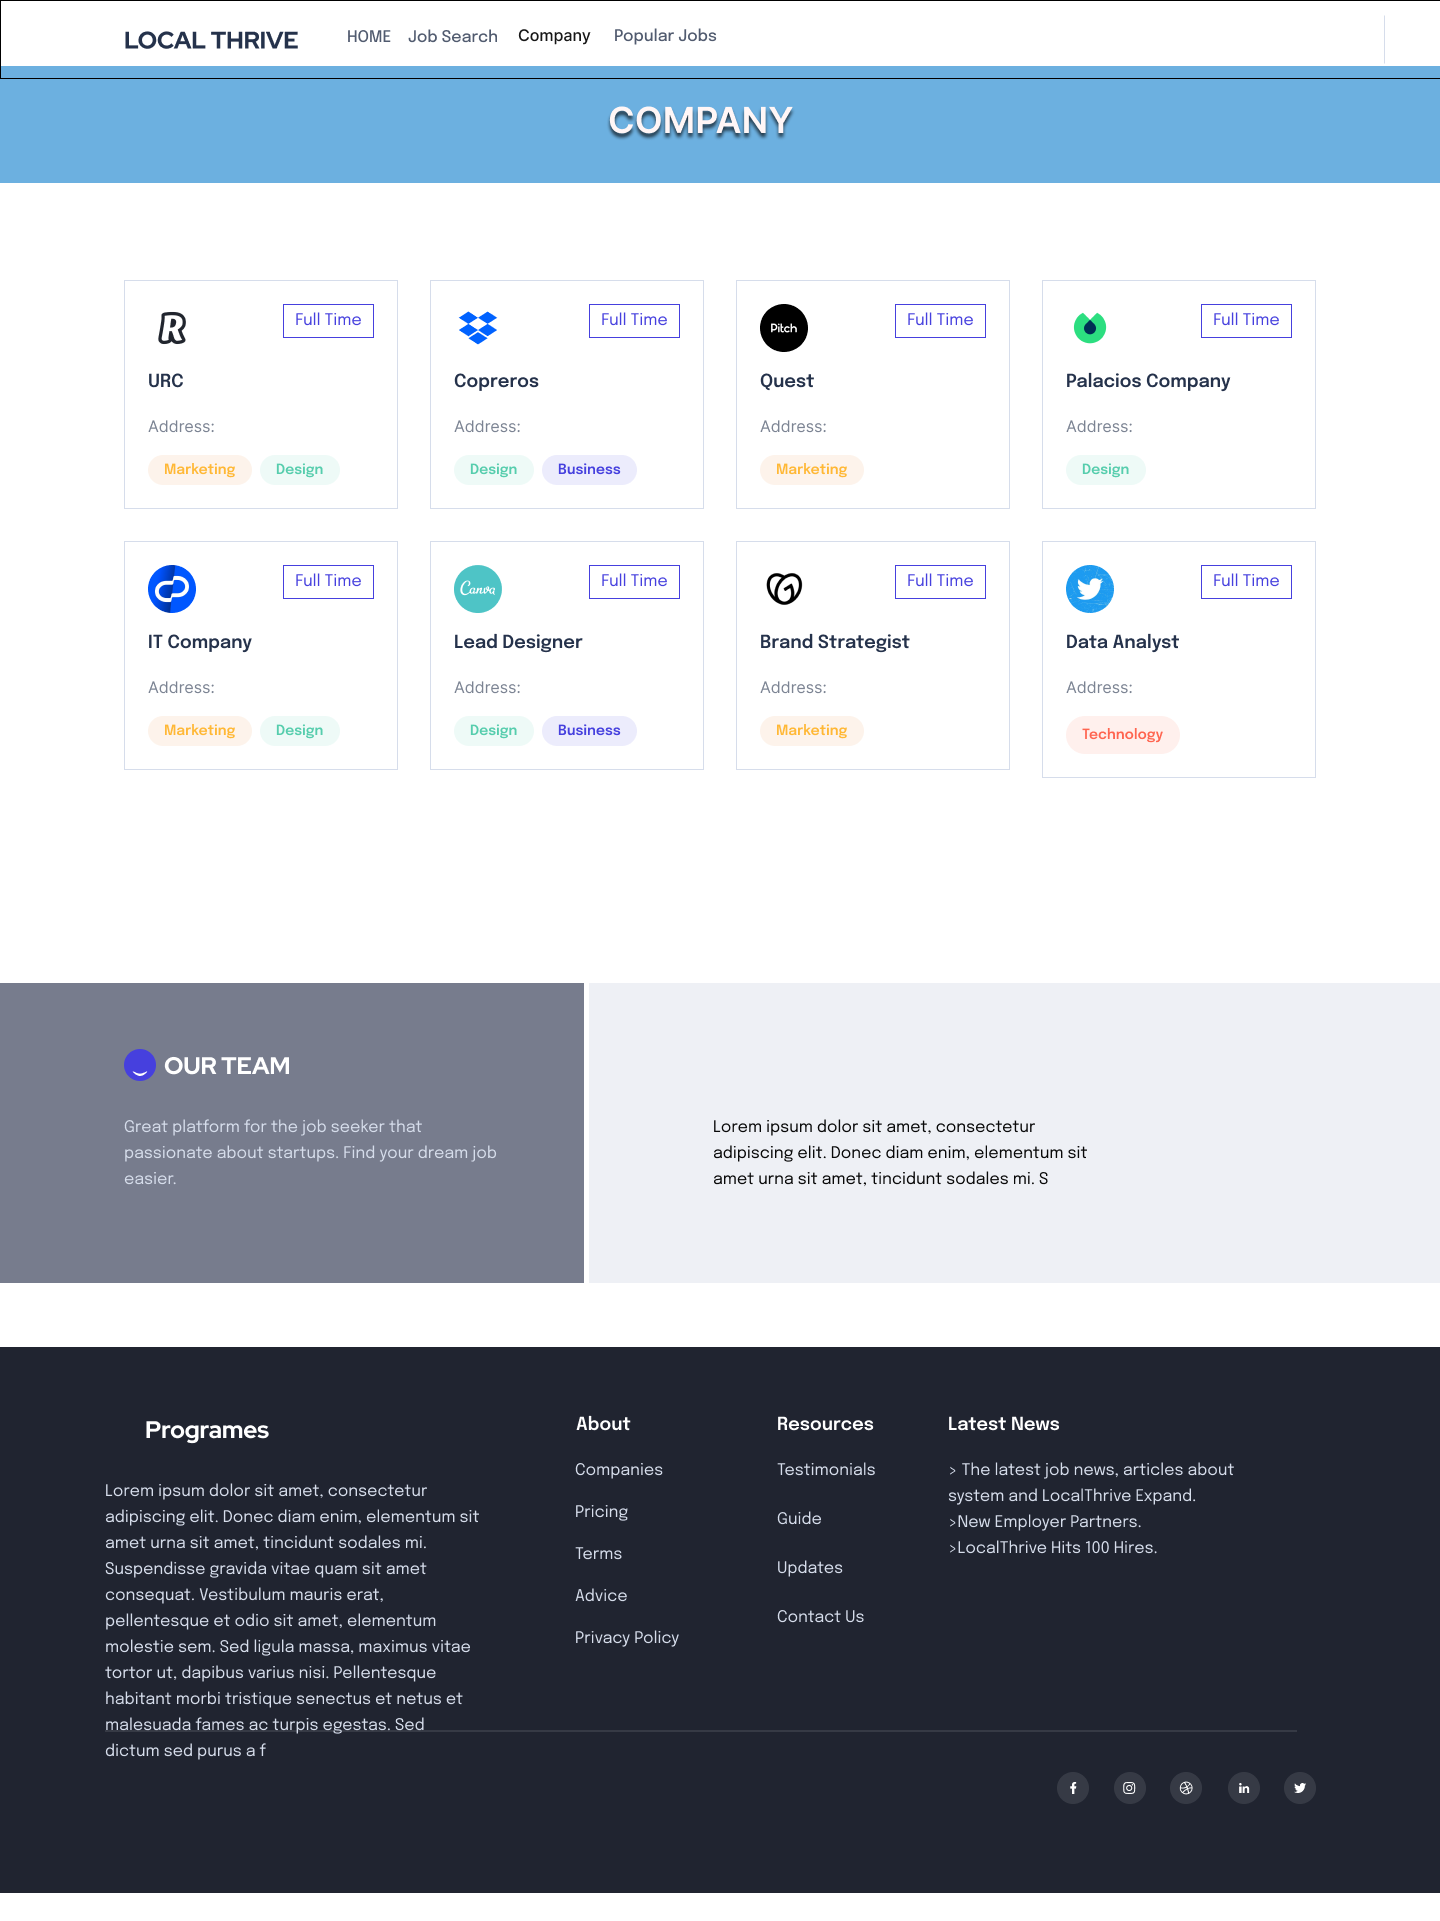 LOCAL THRIVE
HOME
Job Search
Company
Popular Jobs
COMPANY
R
Full Time
URC
Address:
Marketing
Design
Full Time
Copreros
Address:
Design
Business
Pitch
Full Time
Quest
Address:
Marketing
Full Time
Palacios Company
Address:
Design
Full Time
IT Company
Address:
Marketing
Design
Canva
Full Time
Lead Designer
Address:
Design
Business
Full Time
Brand Strategist
Address:
Marketing
Full Time
Data Analyst
Address:
Technology
OUR TEAM
Great platform for the job seeker that
passionate about startups. Find your dream job
easier.
Lorem ipsum dolor sit amet, consectetur
adipiscing elit. Donec diam enim, elementum sit
amet urna sit amet, tincidunt sodales mi. S
Programes
Lorem ipsum dolor sit amet, consectetur
adipiscing elit. Donec diam enim, elementum sit
amet urna sit amet, tincidunt sodales mi.
Suspendisse gravida vitae quam sit amet
consequat. Vestibulum mauris erat,
pellentesque et odio sit amet, elementum
molestie sem. Sed ligula massa, maximus vitae
tortor ut, dapibus varius nisi. Pellentesque
habitant morbi tristique senectus et netus et
malesuada fames ac turpis egestas. Sed
dictum sed purus a f
About
Companies
Pricing
Terms
Advice
Privacy Policy
Resources
Testimonials
Guide
Updates
Contact Us
Latest News
> The latest job news, articles about
system and LocalThrive Expand.
>New Employer Partners.
>LocalThrive Hits 100 Hires.